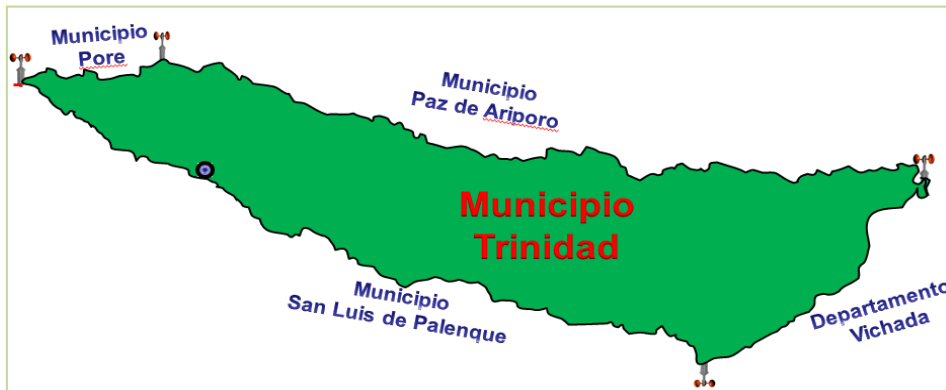 Municipio
Pore
Municipio
Paz de Ariporo
Municipio
Trinidad
Municipio
San Luis de Palenque
Departamento
Vichada